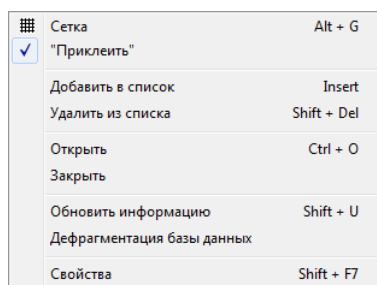 Сетка Alt + G
"Приклеить"
Добавить в список Insert
Удалить из списка Shift + Del
Открыть Ctrl + O
Закрыть
Обновить информацию Shift + U
Дефрагментация базы данных
Свойства Shift + F7